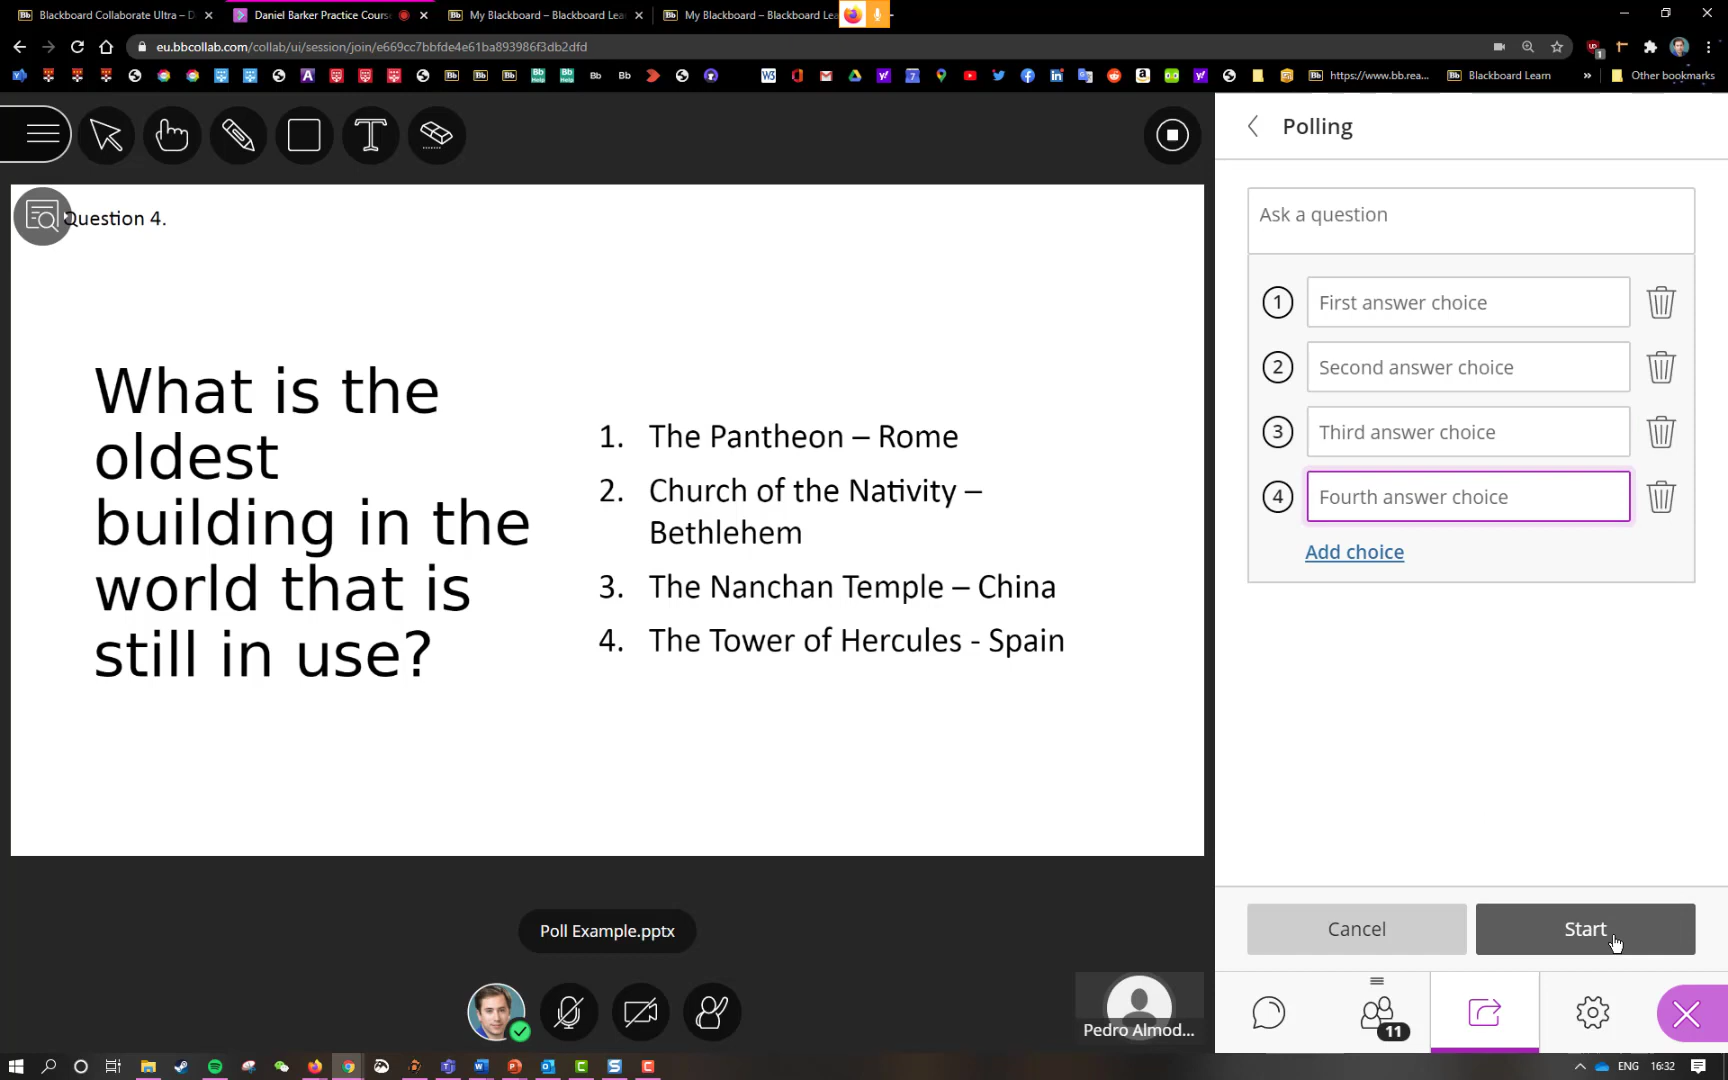 Blackboard Collaborate Ultra – D
Daniel Barker Practice Cours
My Blackboard – Blackboard Lea
My Blackboard – Blackboard Lea
eu.bbcollab.com/collab/ui/session/join/e669cc7bbfde4e61ba893986f3db2dfd
https://www.bb.rea...
Blackboard Learn
»
Other bookmarks
Polling
Question 4.
What is the
oldest
building in the
world that is
still in use?
1. The Pantheon – Rome
2. Church of the Nativity –
Bethlehem
3. The Nanchan Temple – China
4. The Tower of Hercules - Spain
Ask a question
1 First answer choice
2 Second answer choice
3 Third answer choice
4 Fourth answer choice
Add choice
Cancel
Start
Poll Example.pptx
Pedro Almod...
11
ENG
16:32